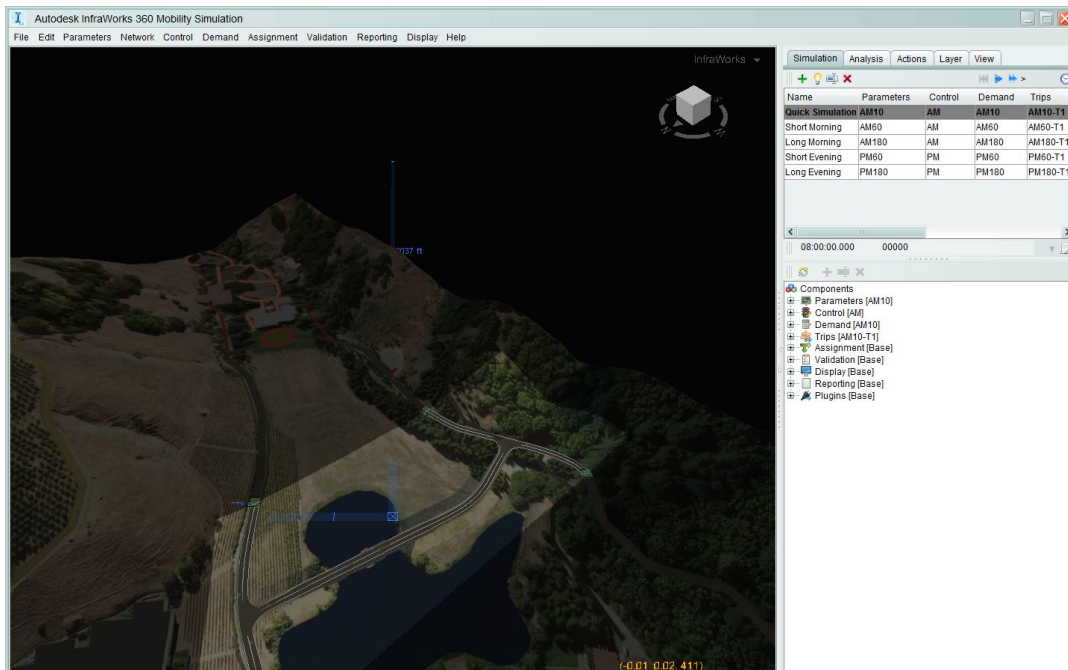 Autodesk InfraWorks 360 Mobility Simulation
File Edit Parameters Network Control Demand Assignment Validation Reporting Display Help
InfraWorks
Simulation Analysis Actions Layer View
Name Parameters Control Demand Trips
Quick Simulation AM10 AM AM10 AM10-T1
Short Morning AM60 AM AM60 AM60-T1
Long Morning AM180 AM AM180 AM180-T1
Short Evening PM60 PM PM60 PM60-T1
Long Evening PM180 PM PM180 PM180-T1
08:00:00.000 00000
Components
Parameters [AM10]
Control [AM]
Demand [AM10]
Trips [AM10-T1]
Assignment [Base]
Validation [Base]
Display [Base]
Reporting [Base]
Plugins [Base]
ft
(-0.01, 0.02, 411)